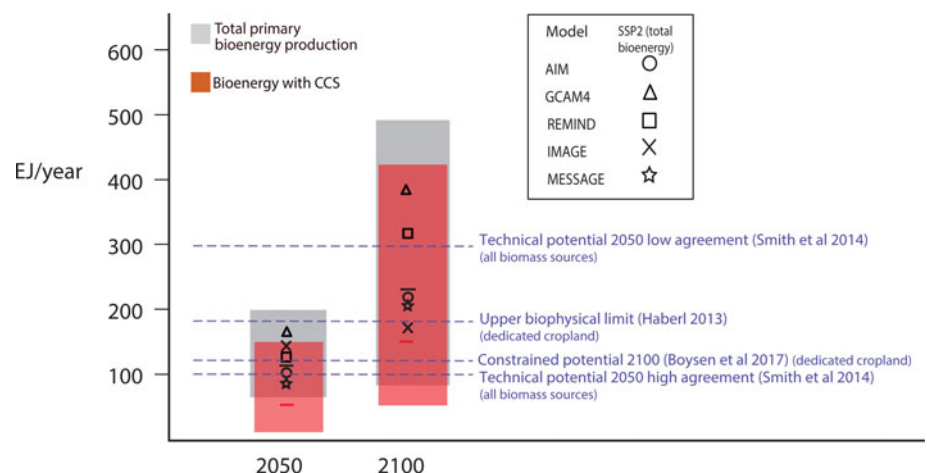 Total primary
bioenergy production
Bioenergy with CCS
Model SSP2 (total
bioenergy)
AIM
GCAM4
REMIND
IMAGE
MESSAGE
EJ/year
600
500
400
300
200
100
Technical potential 2050 low agreement (Smith et al 2014)
(all biomass sources)
Upper biophysical limit (Haberl 2013)
(dedicated cropland)
Constrained potential 2100 (Boysen et al 2017) (dedicated cropland)
Technical potential 2050 high agreement (Smith et al 2014)
(all biomass sources)
2050 2100